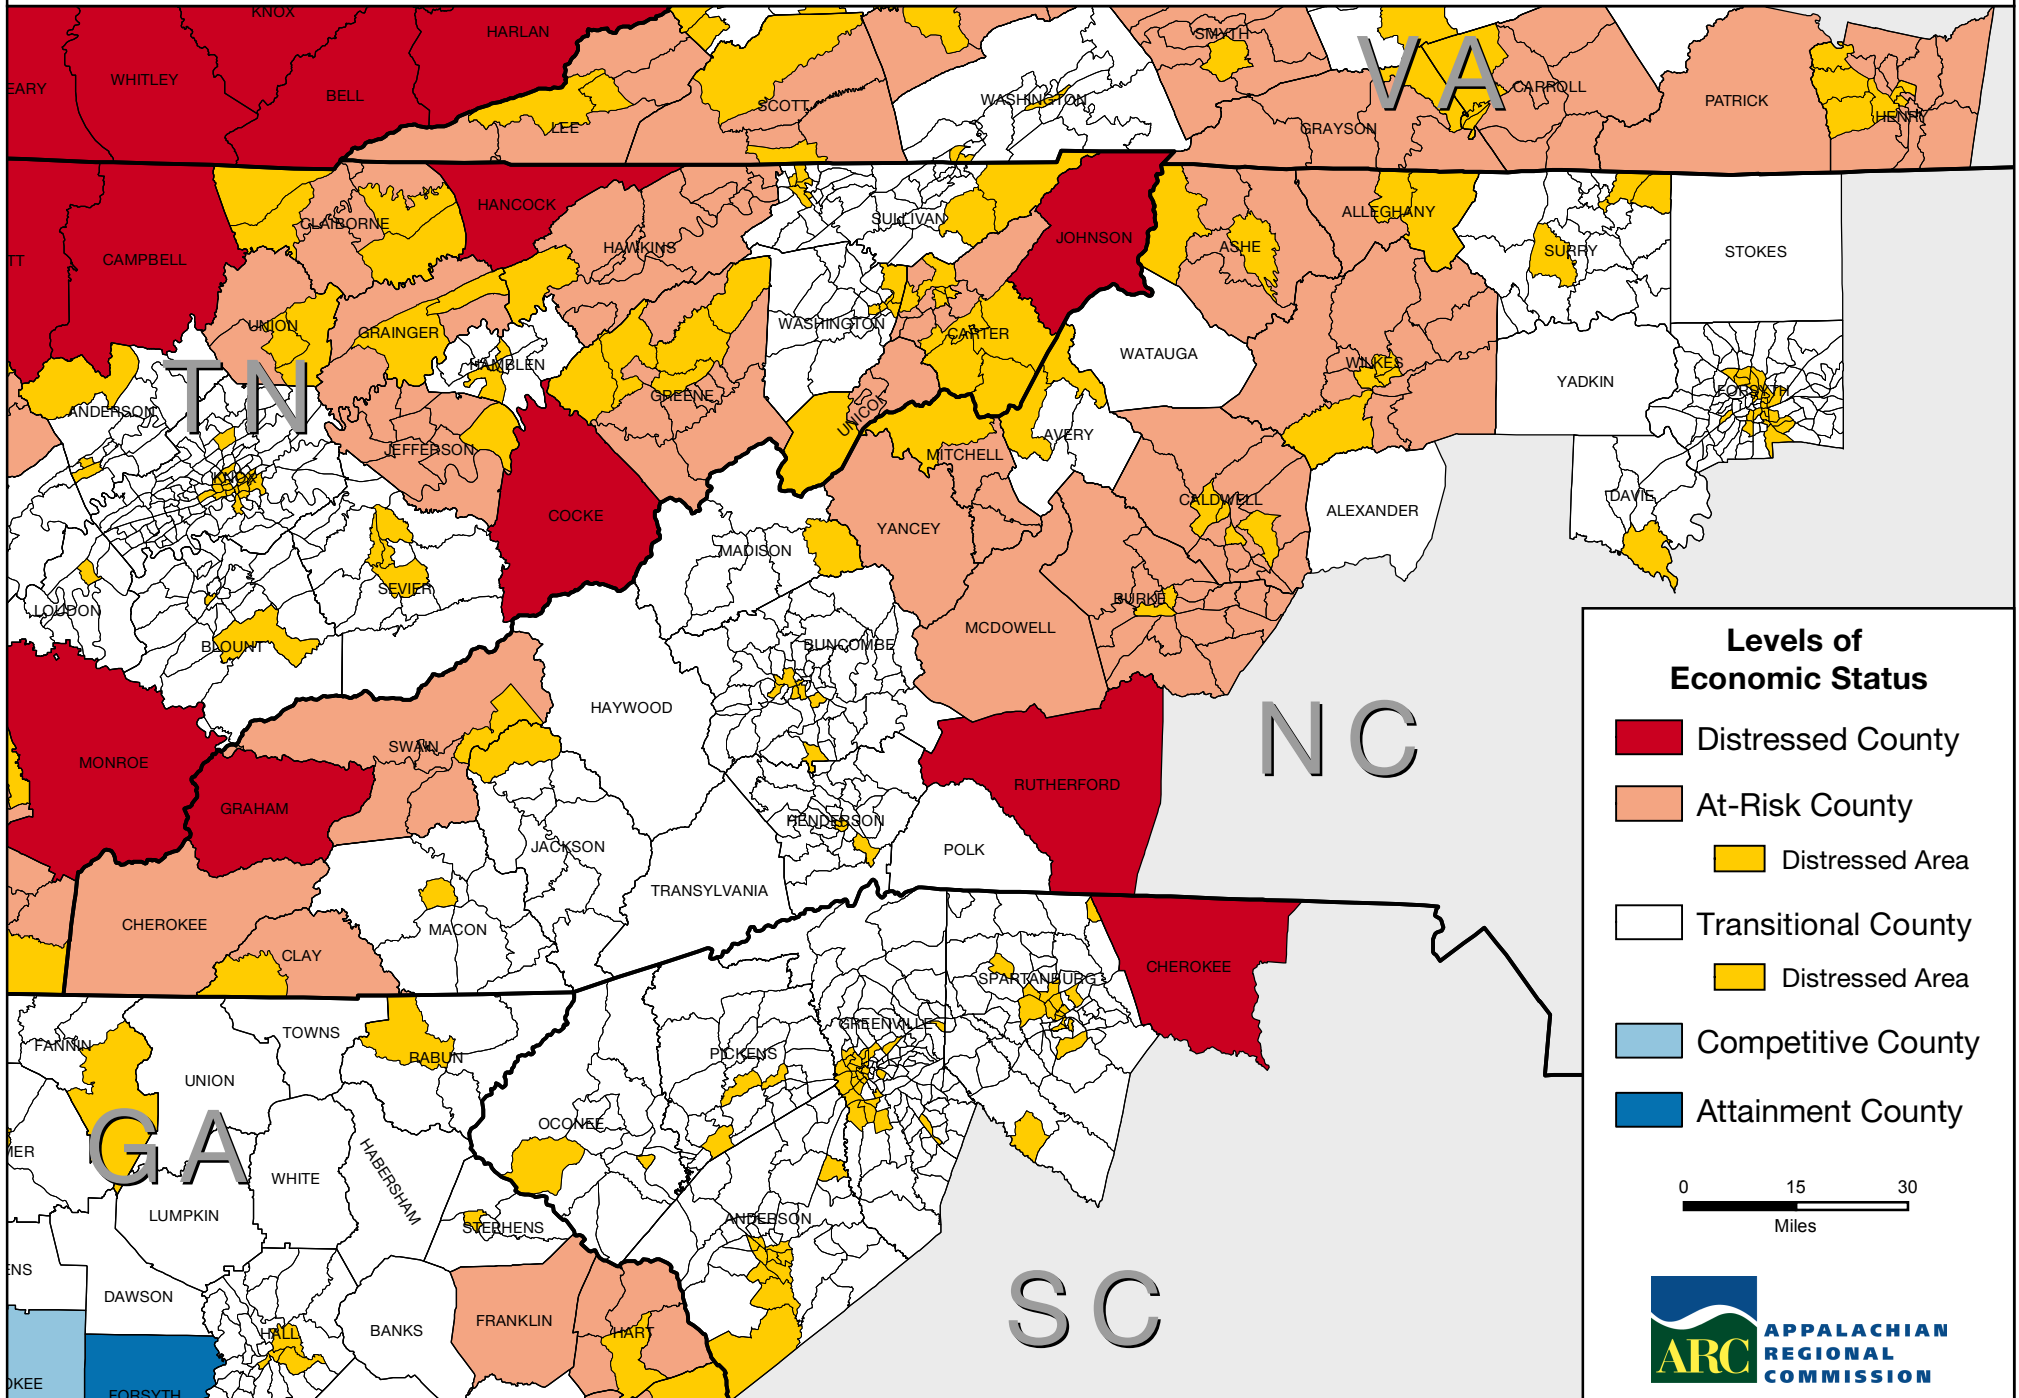 KNOX
HARLAN
SMYTH
VA
EARY
WHITLEY
BELL
LEE
SCOTT
WASHINGTON
GRAYSON
CARROLL
PATRICK
HENRY
TT
CAMPBELL
CLAIBORNE
HANCOCK
HAWKINS
SULLIVAN
JOHNSON
ASHE
ALLEGHANY
SURRY
STOKES
UNION
GRAINGER
HAMBLEN
WASHINGTON
CARTER
WATAUGA
WILKES
YADKIN
FORSYTH
TN
ANDERSON
GREENE
UNICOI
AVERY
MITCHELL
JEFFERSON
KNOX
COCKE
MADISON
YANCEY
CALDWELL
ALEXANDER
DAVIE
LOUDON
SEVIER
BLOUNT
BUNCOMBE
MCDOWELL
BURKE
NC
MONROE
SWAIN
HAYWOOD
RUTHERFORD
GRAHAM
JACKSON
HENDERSON
POLK
TRANSYLVANIA
CHEROKEE
CLAY
MACON
SPARTANBURG
CHEROKEE
FANNIN
TOWNS
RABUN
GREENVILLE
PICKENS
UNION
GA
OCONEE
MER
WHITE
HABERSHAM
LUMPKIN
STEPHENS
ANDERSON
ENS
DAWSON
SC
HALL
BANKS
FRANKLIN
HART
OKEE
FORSYTH
Levels of
Economic Status
Distressed County
At-Risk County
Distressed Area
Transitional County
Distressed Area
Competitive County
Attainment County
0 15 30
Miles
ARC
APPALACHIAN
REGIONAL
COMMISSION